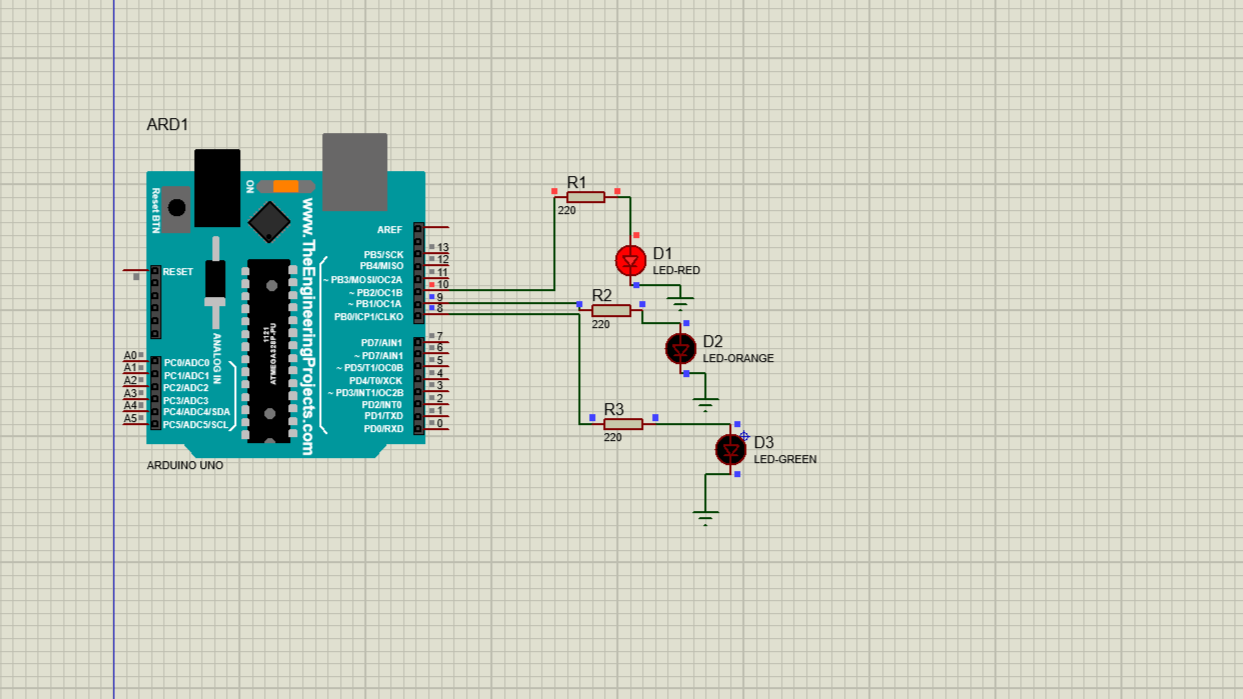 ARD1
Reset BTN
ON
www.TheEngineeringProjects.com
RESET
ANALOG IN
1121
ATMEGA328P-PU
A0
A1
A2
A3
A4
A5
PC0/ADC0
PC1/ADC1
PC2/ADC2
PC3/ADC3
PC4/ADC4/SDA
PC5/ADC5/SCL
AREF
PB5/SCK 13
PB4/MISO 12
~ PB3/MOSI/OC2A 11
~ PB2/OC1B 10
~ PB1/OC1A 9
PB0/ICP1/CLKO 8
PD7/AIN1 7
~ PD7/AIN1 6
~ PD5/T1/OC0B 5
PD4/T0/XCK 4
~ PD3/INT1/OC2B 3
PD2/INT0 2
PD1/TXD 1
PD0/RXD 0
ARDUINO UNO
R1
220
D1
LED-RED
R2
220
D2
LED-ORANGE
R3
220
D3
LED-GREEN